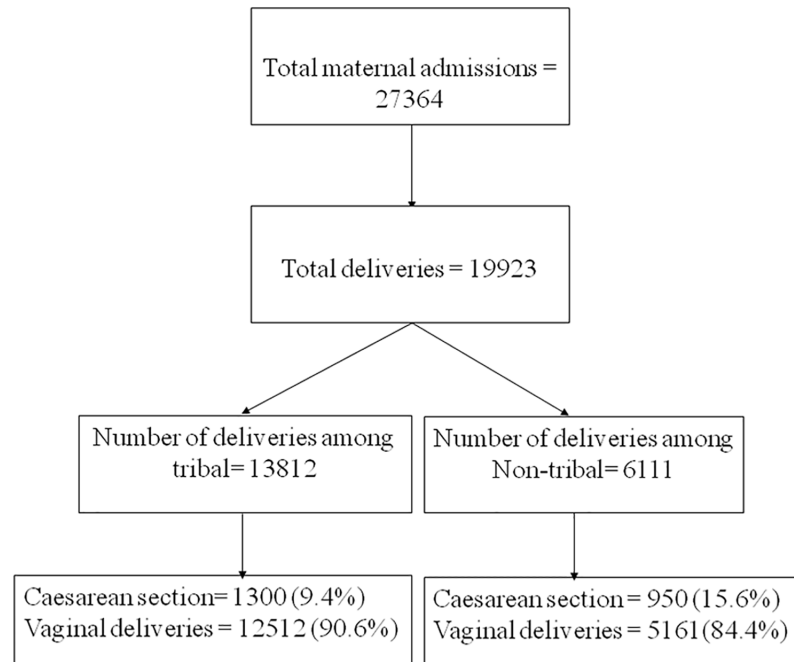 Total maternal admissions =
27364
Total deliveries = 19923
Number of deliveries among
tribal= 13812
Number of deliveries among
Non-tribal= 6111
Caesarean section= 1300 (9.4%)
Vaginal deliveries = 12512 (90.6%)
Caesarean section = 950 (15.6%)
Vaginal deliveries = 5161(84.4%)